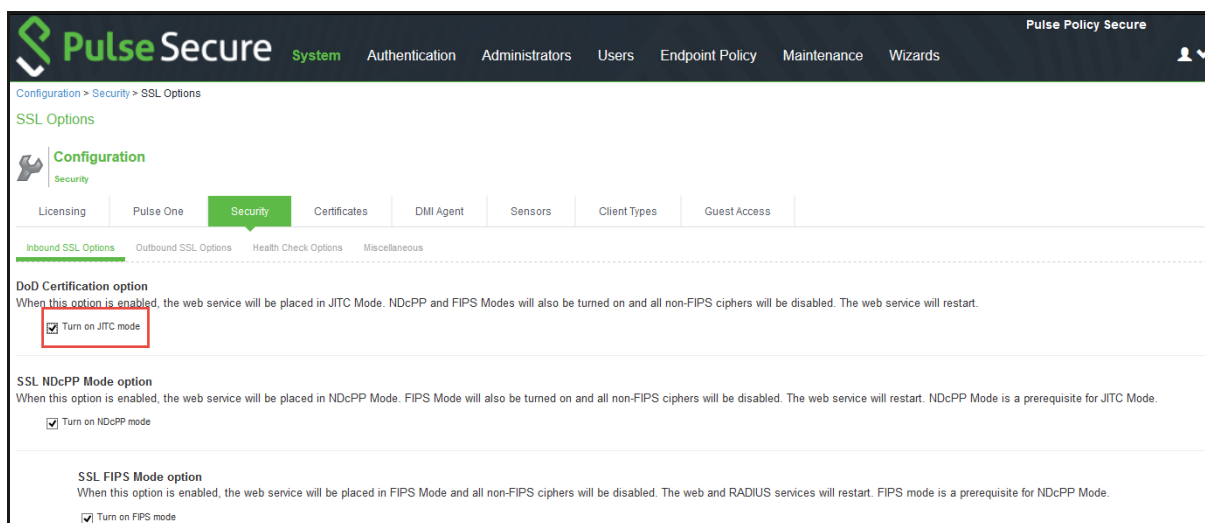 Pulse Policy Secure
Pulse Secure System Authentication Administrators Users Endpoint Policy Maintenance Wizards
Configuration > Security > SSL Options
SSL Options
Configuration
Security
Licensing Pulse One Security Certificates DMI Agent Sensors Client Types Guest Access
Inbound SSL Options Outbound SSL Options Health Check Options Miscellaneous
DoD Certification option
When this option is enabled, the web service will be placed in JITC Mode. NDcPP and FIPS Modes will also be turned on and all non-FIPS ciphers will be disabled. The web service will restart.
Turn on JITC mode
SSL NDcPP Mode option
When this option is enabled, the web service will be placed in NDcPP Mode. FIPS Mode will also be turned on and all non-FIPS ciphers will be disabled. The web service will restart. NDcPP Mode is a prerequisite for JITC Mode.
Turn on NDcPP mode
SSL FIPS Mode option
When this option is enabled, the web service will be placed in FIPS Mode and all non-FIPS ciphers will be disabled. The web and RADIUS services will restart. FIPS mode is a prerequisite for NDcPP Mode.
Turn on FIPS mode